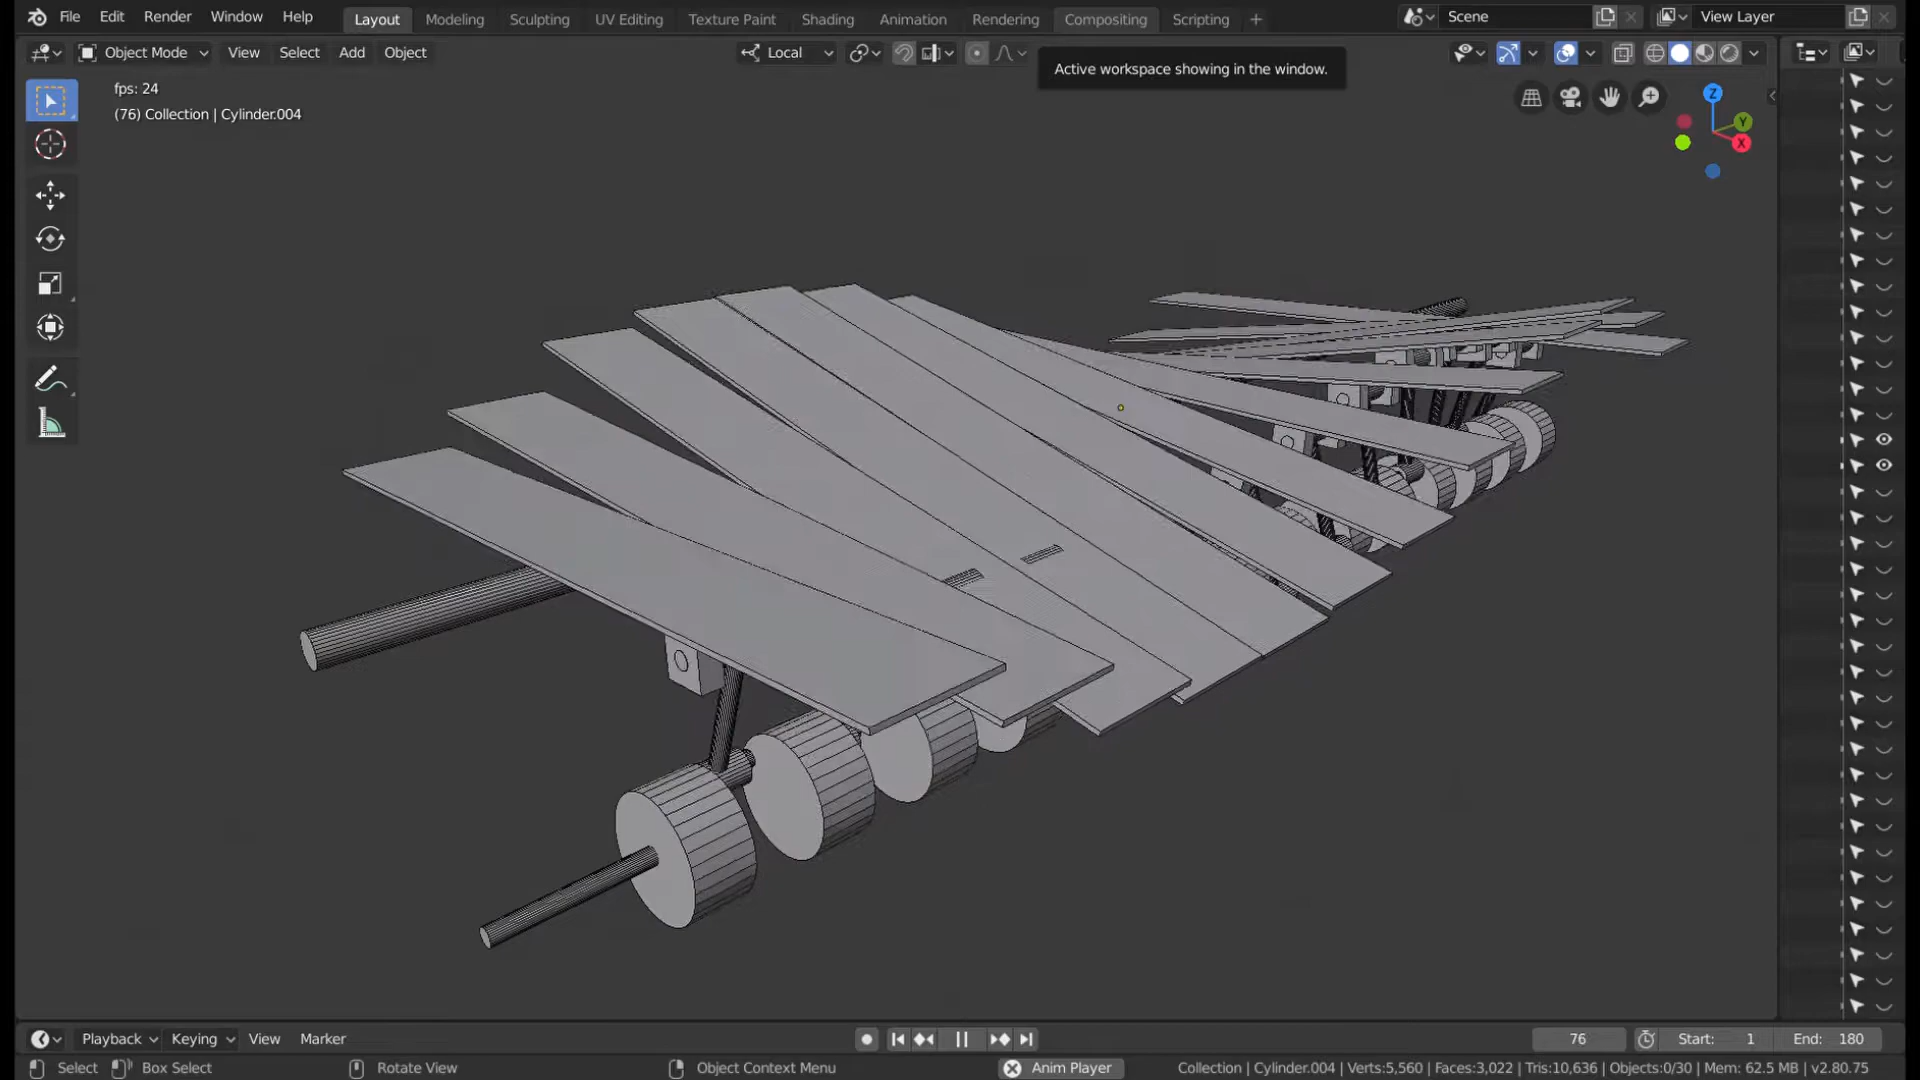 File Edit Render Window Help Layout Modeling Sculpting UV Editing Texture Paint Shading Animation Rendering Compositing Scripting + Scene View Layer
Object Mode View Select Add Object Local
Active workspace showing in the window.
fps: 24
(76) Collection | Cylinder.004
Z
Y
X
Playback Keying View Marker 76 Start: 1 End: 180
Select Box Select Rotate View Object Context Menu Anim Player Collection | Cylinder.004 | Verts:5,560 | Faces:3,022 | Tris:10,636 | Objects:0/30 | Mem: 62.5 MB | v2.80.75